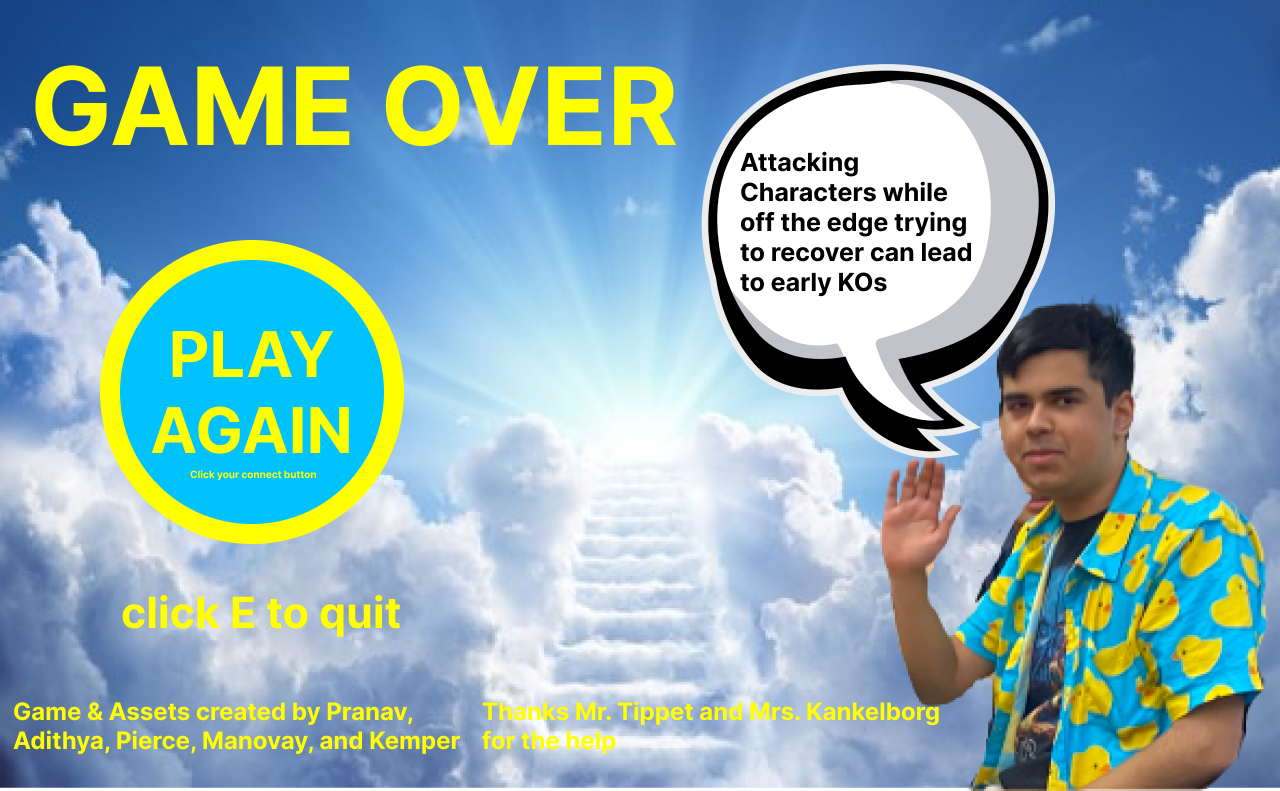 GAME OVER
Attacking
Characters while
off the edge trying
to recover can lead
to early KOs
PLAY
AGAIN
Click your connect button
click E to quit
Game & Assets created by Pranav,
Adithya, Pierce, Manovay, and Kemper
Thanks Mr. Tippet and Mrs. Kankelborg
for the help